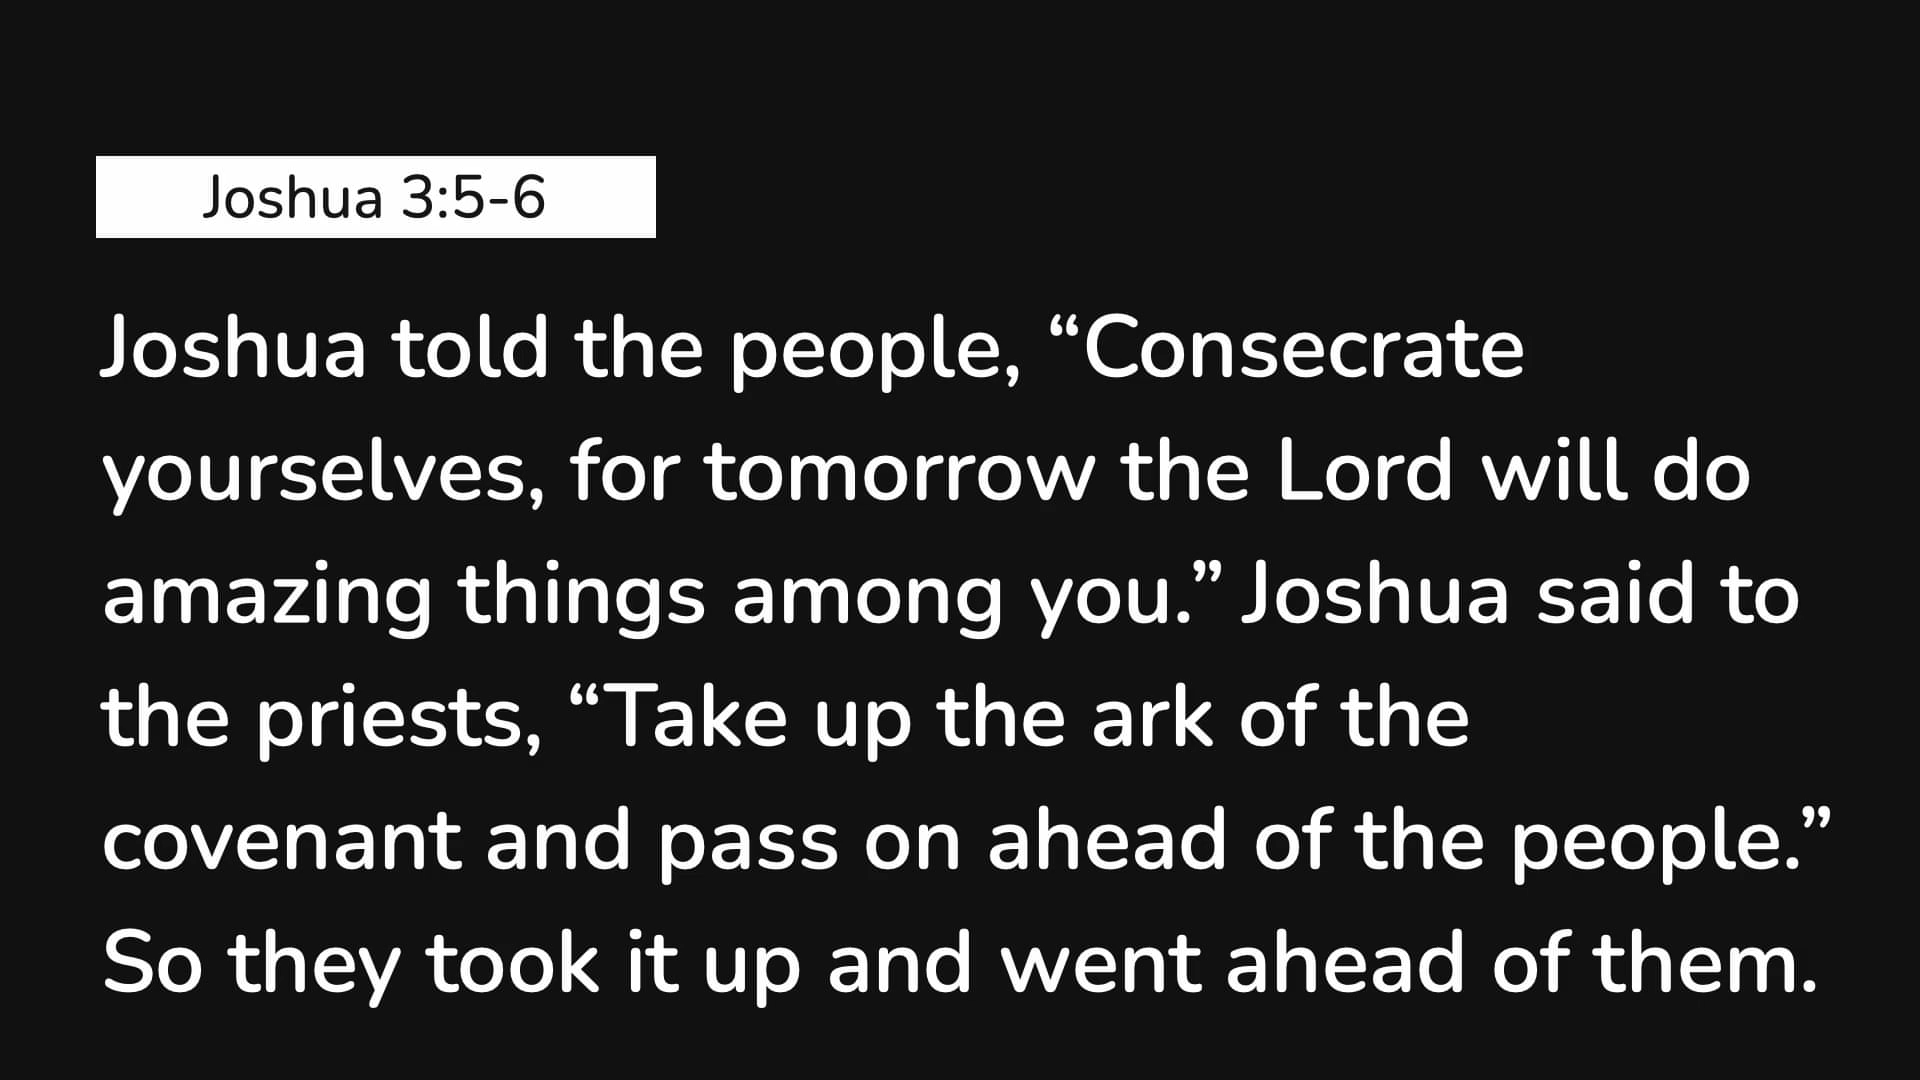 Joshua 3:5-6
Joshua told the people, “Consecrate
yourselves, for tomorrow the Lord will do
amazing things among you.” Joshua said to
the priests, “Take up the ark of the
covenant and pass on ahead of the people.”
So they took it up and went ahead of them.